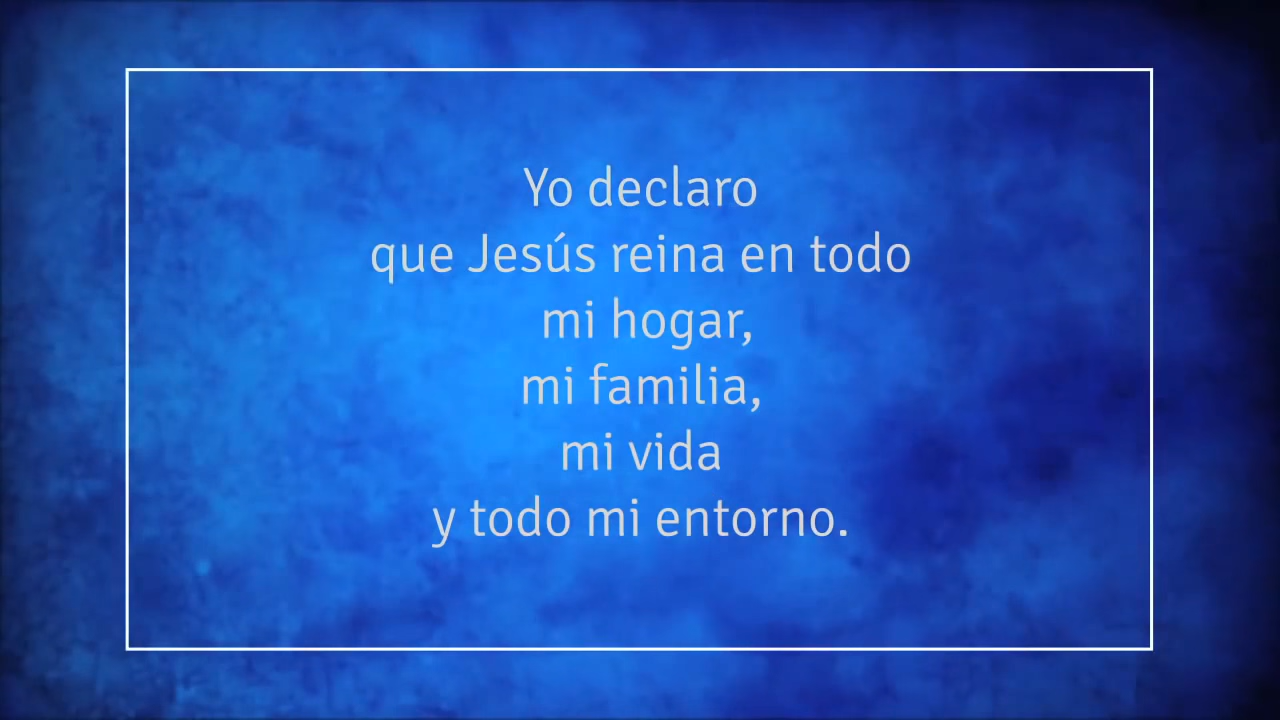 Yo declaro
que Jesús reina en todo
mi hogar,
mi familia,
mi vida
y todo mi entorno.